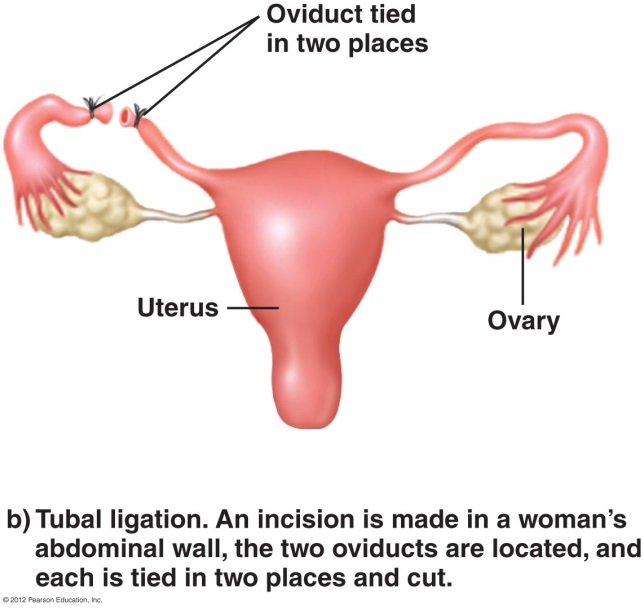 Oviduct tied
in two places
Uterus
Ovary
b) Tubal ligation. An incision is made in a woman's
abdominal wall, the two oviducts are located, and
each is tied in two places and cut.
© 2012 Pearson Education, Inc.